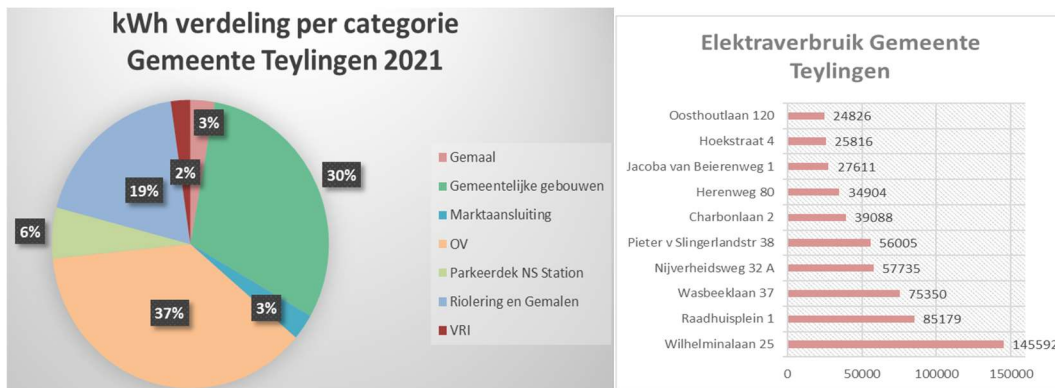 kWh verdeling per categorie
Gemeente Teylingen 2021
3%
30%
3%
37%
6%
19%
2%
Gemaal
Gemeentelijke gebouwen
Marktaansluiting
OV
Parkeerdek NS Station
Riolering en Gemalen
VRI
Elektraverbruik Gemeente
Teylingen
Oosthoutlaan 120 24826
Hoekstraat 4 25816
Jacoba van Beierenweg 1 27611
Herenweg 80 34904
Charbonlaan 2 39088
Pieter v Slingerlandstr 38 56005
Nijverheidsweg 32 A 57735
Wasbeeklaan 37 75350
Raadhuisplein 1 85179
Wilhelminalaan 25 145592
0 50000 100000 150000